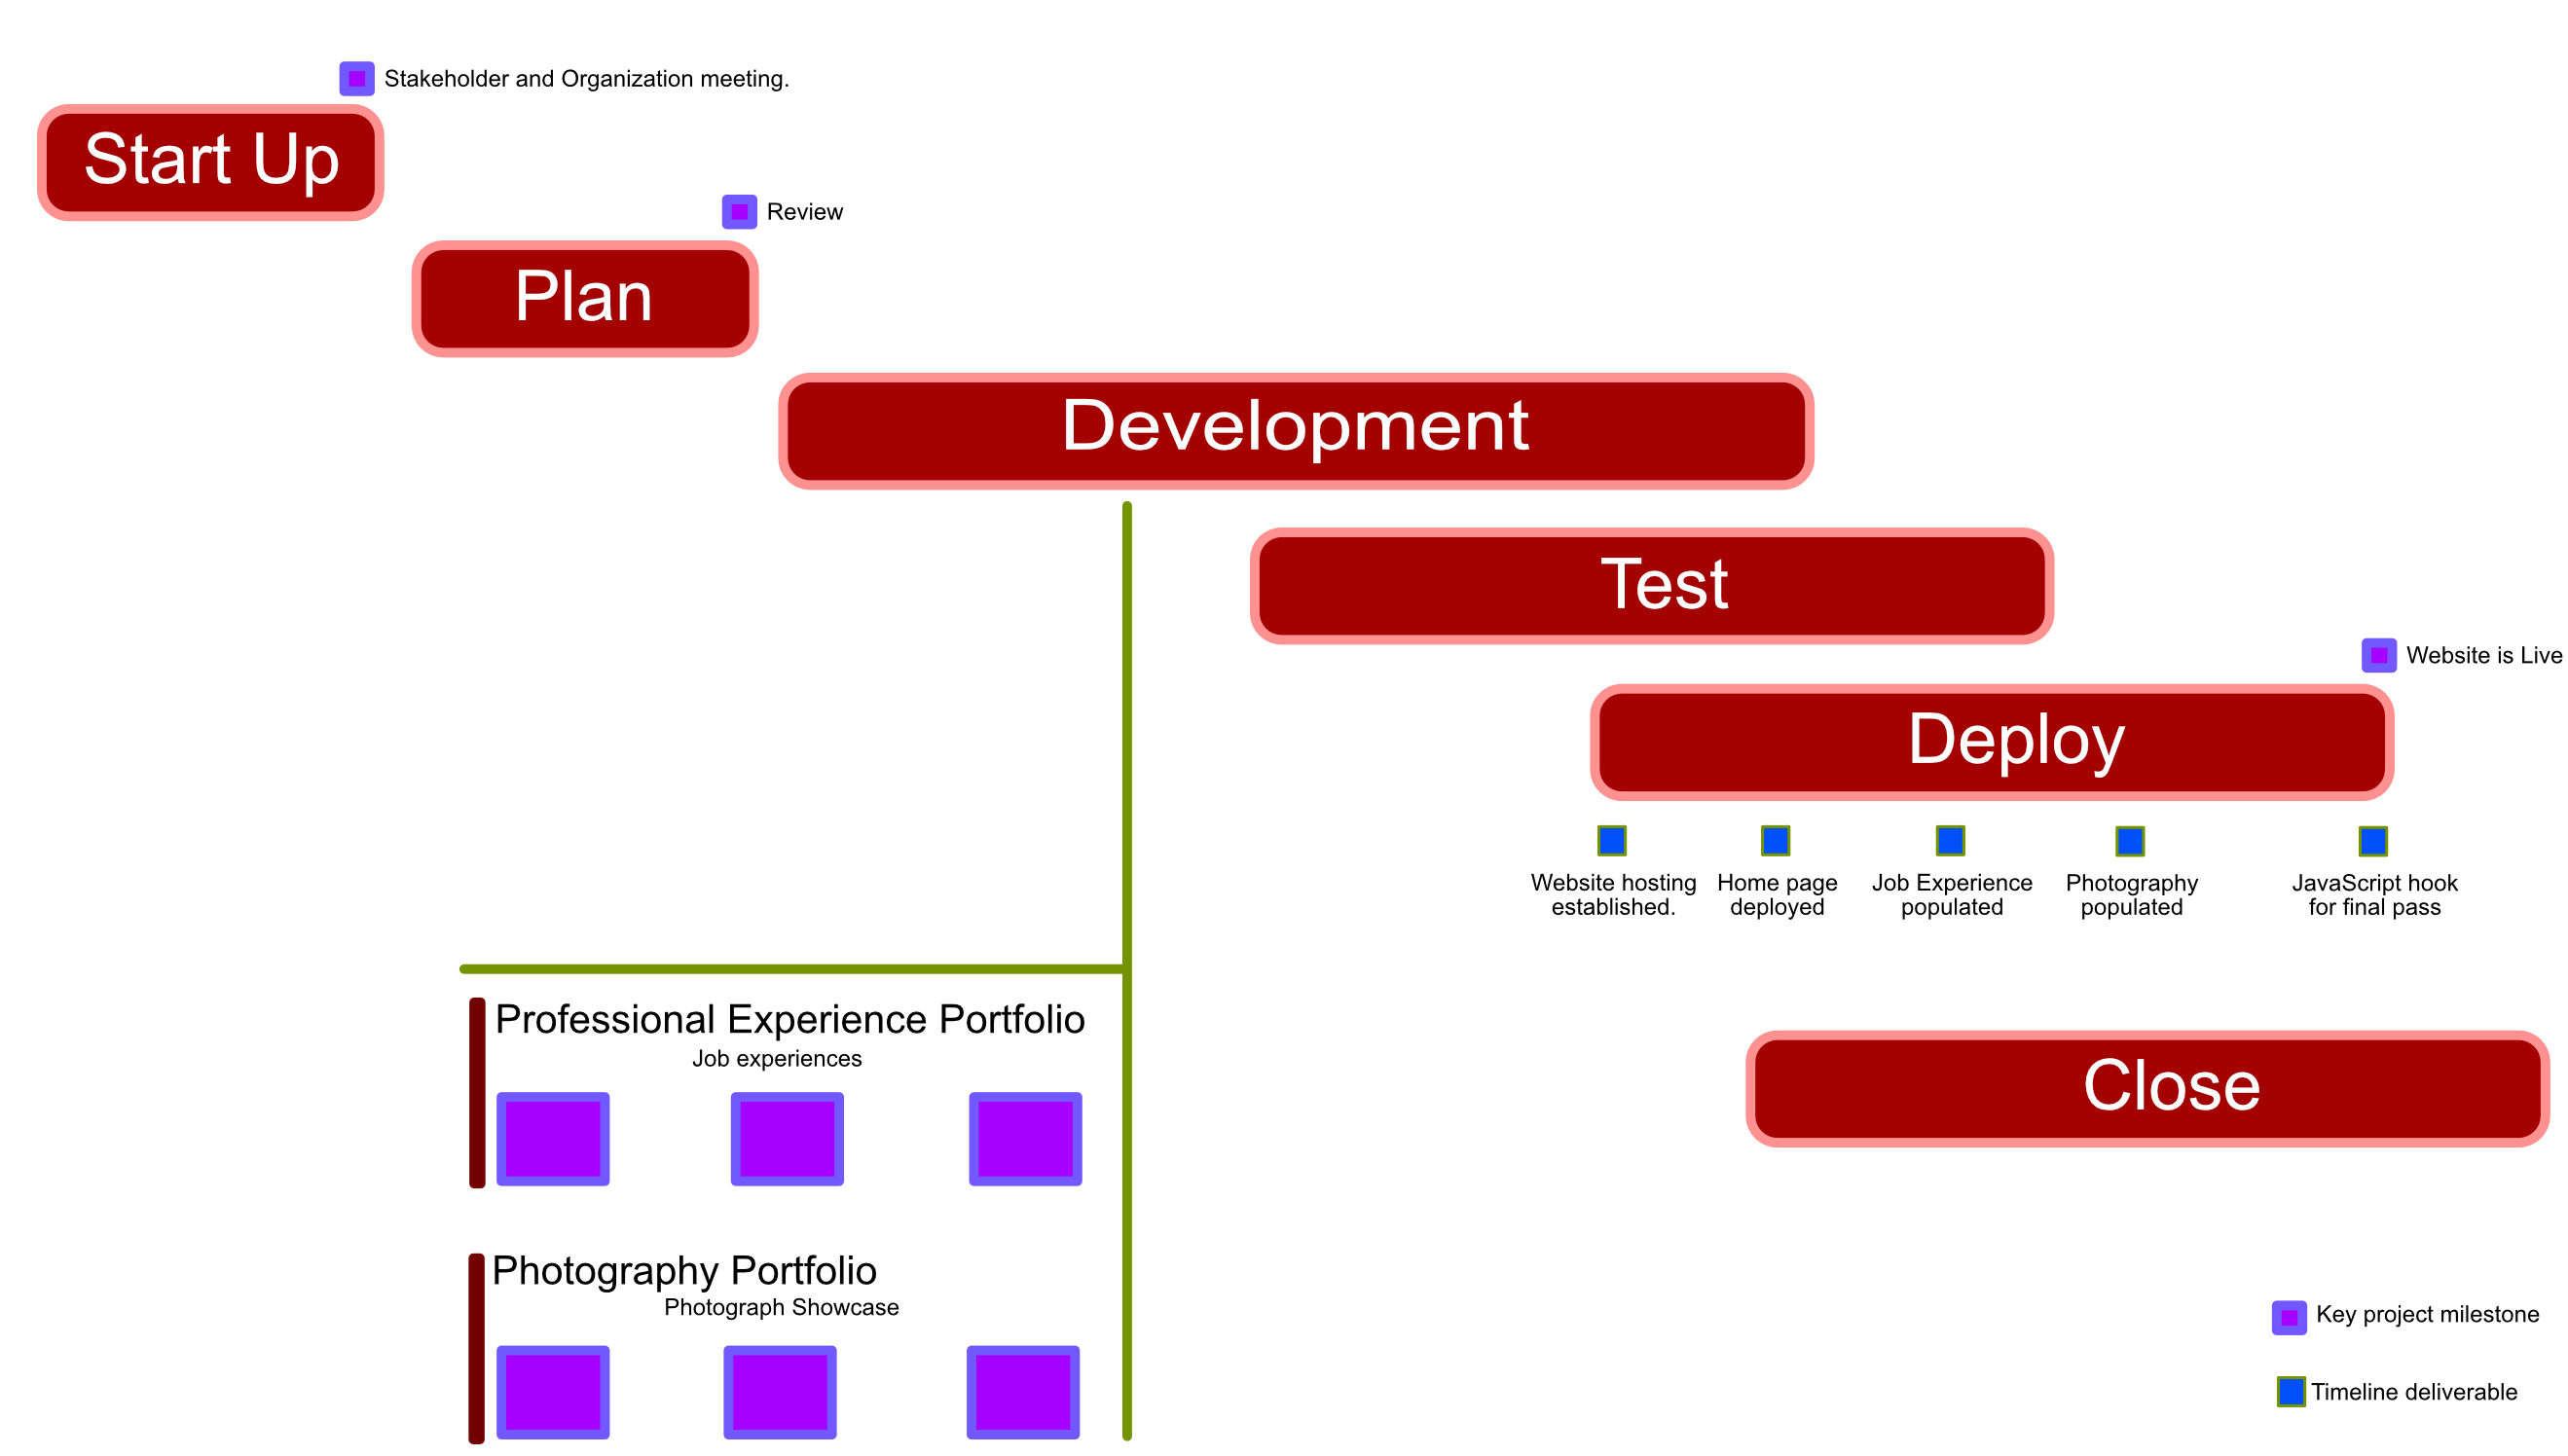 Stakeholder and Organization meeting.
Start Up
Review
Plan
Development
Test
Website is Live
Deploy
Website hosting
established.
Home page
deployed
Job Experience
populated
Photography
populated
JavaScript hook
for final pass
Professional Experience Portfolio
Job experiences
Close
Photography Portfolio
Photograph Showcase
Key project milestone
Timeline deliverable